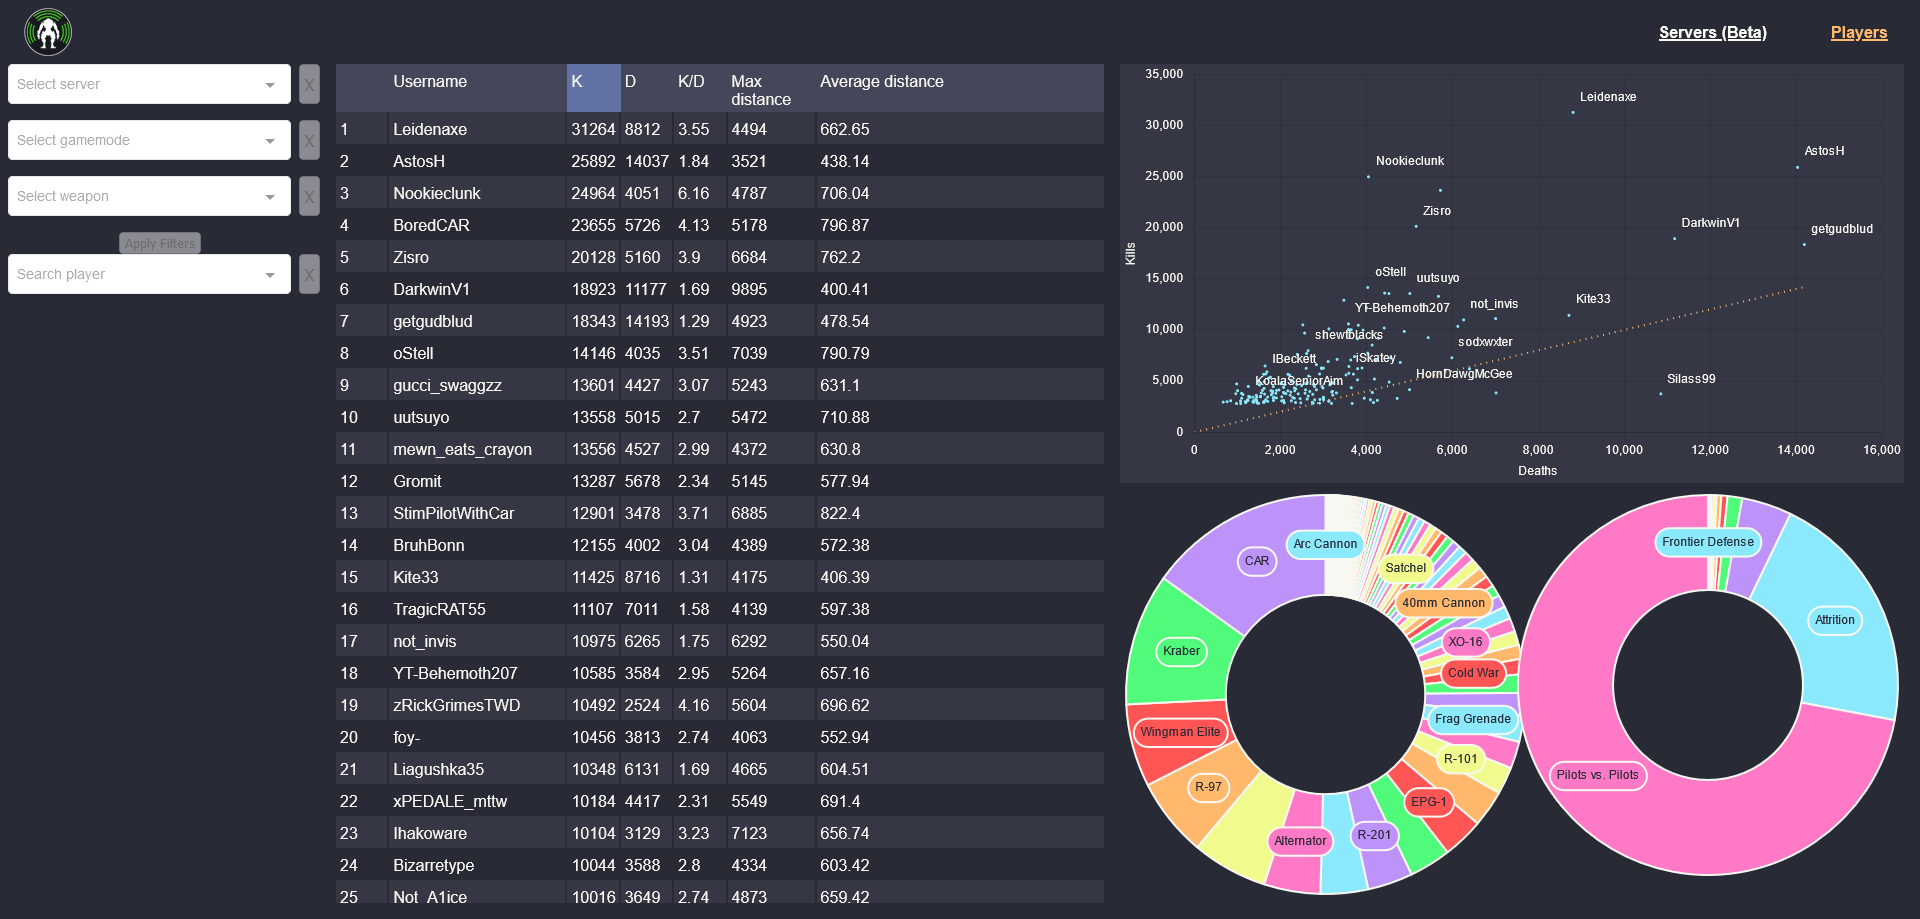 Servers (Beta) Players
Select server X
Select gamemode X
Select weapon X
Apply Filters
Search player X
Username K D K/D Max distance Average distance
1 Leidenaxe 31264 8812 3.55 4494 662.65
2 AstosH 25892 14037 1.84 3521 438.14
3 Nookieclunk 24964 4051 6.16 4787 706.04
4 BoredCAR 23655 5726 4.13 5178 796.87
5 Zisro 20128 5160 3.9 6684 762.2
6 DarkwinV1 18923 11177 1.69 9895 400.41
7 getgudblud 18343 14193 1.29 4923 478.54
8 oStell 14146 4035 3.51 7039 790.79
9 gucci_swaggzz 13601 4427 3.07 5243 631.1
10 uutsuyo 13558 5015 2.7 5472 710.88
11 mewn_eats_crayon 13556 4527 2.99 4372 630.8
12 Gromit 13287 5678 2.34 5145 577.94
13 StimPilotWithCar 12901 3478 3.71 6885 822.4
14 BruhBonn 12155 4002 3.04 4389 572.38
15 Kite33 11425 8716 1.31 4175 406.39
16 TragicRAT55 11107 7011 1.58 4139 597.38
17 not_invis 10975 6265 1.75 6292 550.04
18 YT-Behemoth207 10585 3584 2.95 5264 657.16
19 zRickGrimesTWD 10492 2524 4.16 5604 696.62
20 foy- 10456 3813 2.74 4063 552.94
21 Liagushka35 10348 6131 1.69 4665 604.51
22 xPEDALE_mttw 10184 4417 2.31 5549 691.4
23 Ihakoware 10104 3129 3.23 7123 656.74
24 Bizarretype 10044 3588 2.8 4334 603.42
25 Not_A1ice 10016 3649 2.74 4873 659.42
35,000
30,000
25,000
20,000
15,000
10,000
5,000
0
Kills
Leidenaxe
AstosH
Nookieclunk
Zisro
DarkwinV1
getgudblud
oStell
uutsuyo
YT-Behemoth207
not_invis
Kite33
shewtblacks
sodxwxter
IBeckett
iSkatey
KoalaSeniorAim
HornDawgMcGee
Silass99
0 2,000 4,000 6,000 8,000 10,000 12,000 14,000 16,000
Deaths
Arc Cannon
CAR
Satchel
40mm Cannon
XO-16
Kraber
Cold War
Frag Grenade
Wingman Elite
R-101
R-97
EPG-1
R-201
Alternator
Frontier Defense
Attrition
Pilots vs. Pilots